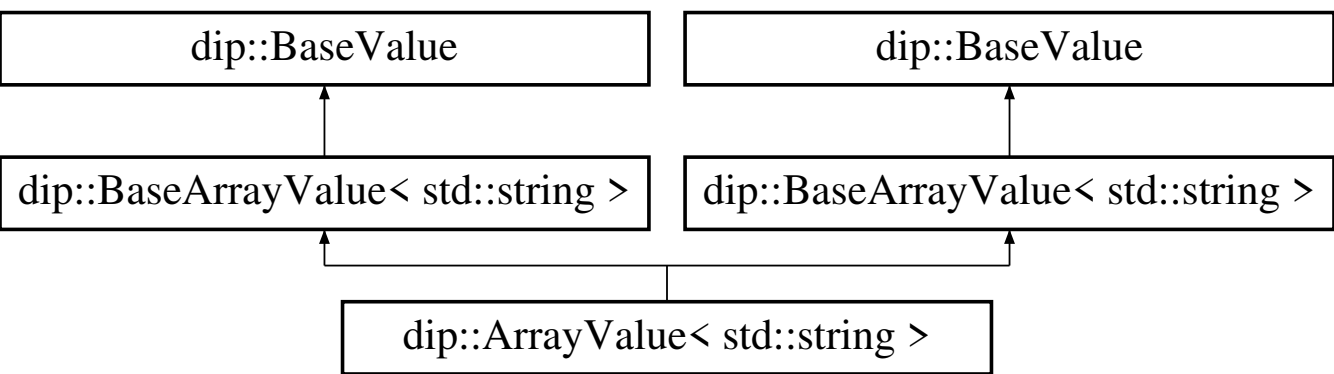 dip::BaseValue
dip::BaseValue
dip::BaseArrayValue< std::string >
dip::BaseArrayValue< std::string >
dip::ArrayValue< std::string >